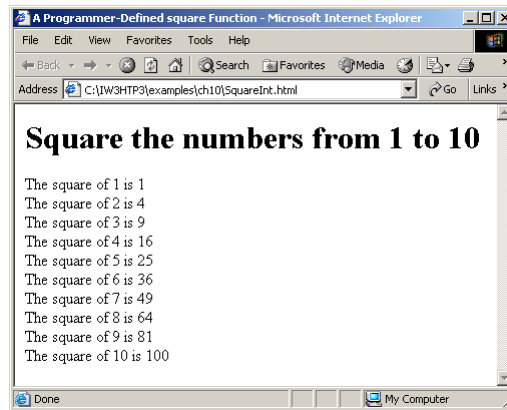 A Programmer-Defined square Function - Microsoft Internet Explorer
File Edit View Favorites Tools Help
Back Search Favorites Media
Address C:\IW3HTP3\examples\ch10\SquareInt.html Go Links
Square the numbers from 1 to 10
The square of 1 is 1
The square of 2 is 4
The square of 3 is 9
The square of 4 is 16
The square of 5 is 25
The square of 6 is 36
The square of 7 is 49
The square of 8 is 64
The square of 9 is 81
The square of 10 is 100
Done My Computer